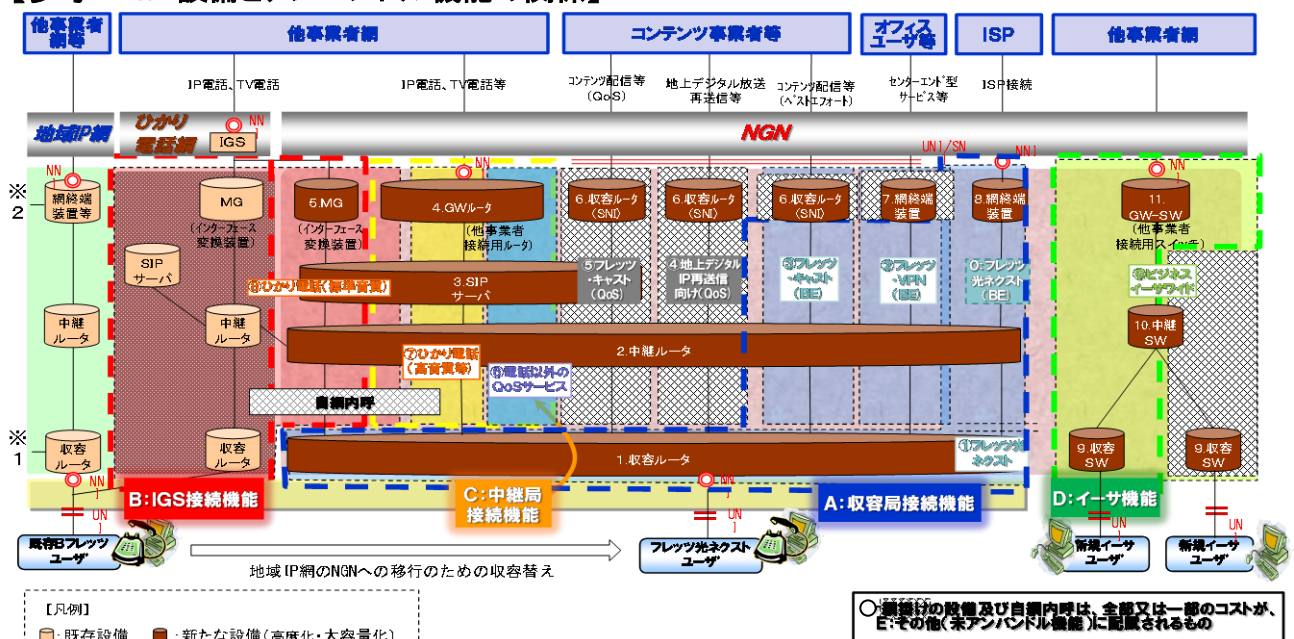 他事業者
網等
他事業者網
コンテンツ事業者等
オフィス
ユーザ等
ISP
他事業者網
IP電話、TV電話
IP電話、TV電話等
コンテンツ配信等
(QoS)
地上デジタル放送
再送信等
コンテンツ配信等
(ベストエフォート)
センターエンド型
サービス等
ISP接続
地域IP網
ひかり
電話網
IGS
NGN
UNI/SN
※
2
網終端
装置等
MG
(インターフェース
変換装置)
5.MG
(インターフェース
変換装置)
4.GWルータ
(他事業者
接続用ルータ)
6.収容ルータ
(SNI)
6.収容ルータ
(SNI)
6.収容ルータ
(SNI)
7.網終端
装置
8.網終端
装置
11.
GW-SW
(他事業者
接続用スイッチ)
SIP
サーバ
⑧ひかり電話(標準音質)
3.SIP
サーバ
5フレッツ
・キャスト
(QoS)
4地上デジタル
IP再送信
向け(QoS)
③フレッツ
・キャスト
(BE)
②フレッツ
・VPN
(BE)
0:フレッツ
光ネクスト
(BE)
⑨ビジネス
イーサワイド
中継
ルータ
中継
ルータ
2.中継ルータ
10.中継
SW
⑦ひかり電話
(高音質等)
⑥電話以外の
QoSサービス
自網内呼
※
1
収容
ルータ
収容
ルータ
1.収容ルータ
①フレッツ光
ネクスト
9.収容
SW
9.収容
SW
B:IGS接続機能
C:中継局
接続機能
A:収容局接続機能
D:イーサ機能
既存Bフレッツ
ユーザ
フレッツ光ネクスト
ユーザ
新規イーサ
ユーザ
新規イーサ
ユーザ
地域IP網のNGNへの移行のための収容替え
【凡例】
:既存設備 :新たな設備(高度化・大容量化)
○網掛けの設備及び自網内呼は、全部又は一部のコストが、
E:その他(未アンバンドル機能)に配賦されるもの